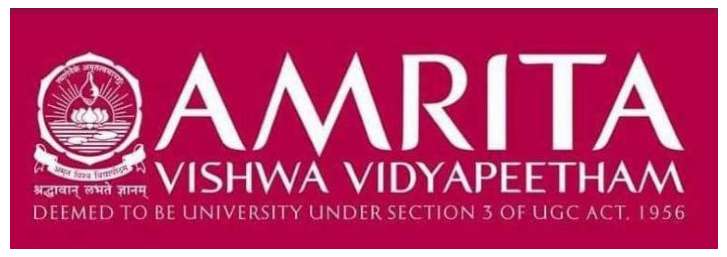 AMRITA
VISHWA VIDYAPEETHAM
श्रद्धावान् लभते ज्ञानम्
DEEMED TO BE UNIVERSITY UNDER SECTION 3 OF UGC ACT, 1956